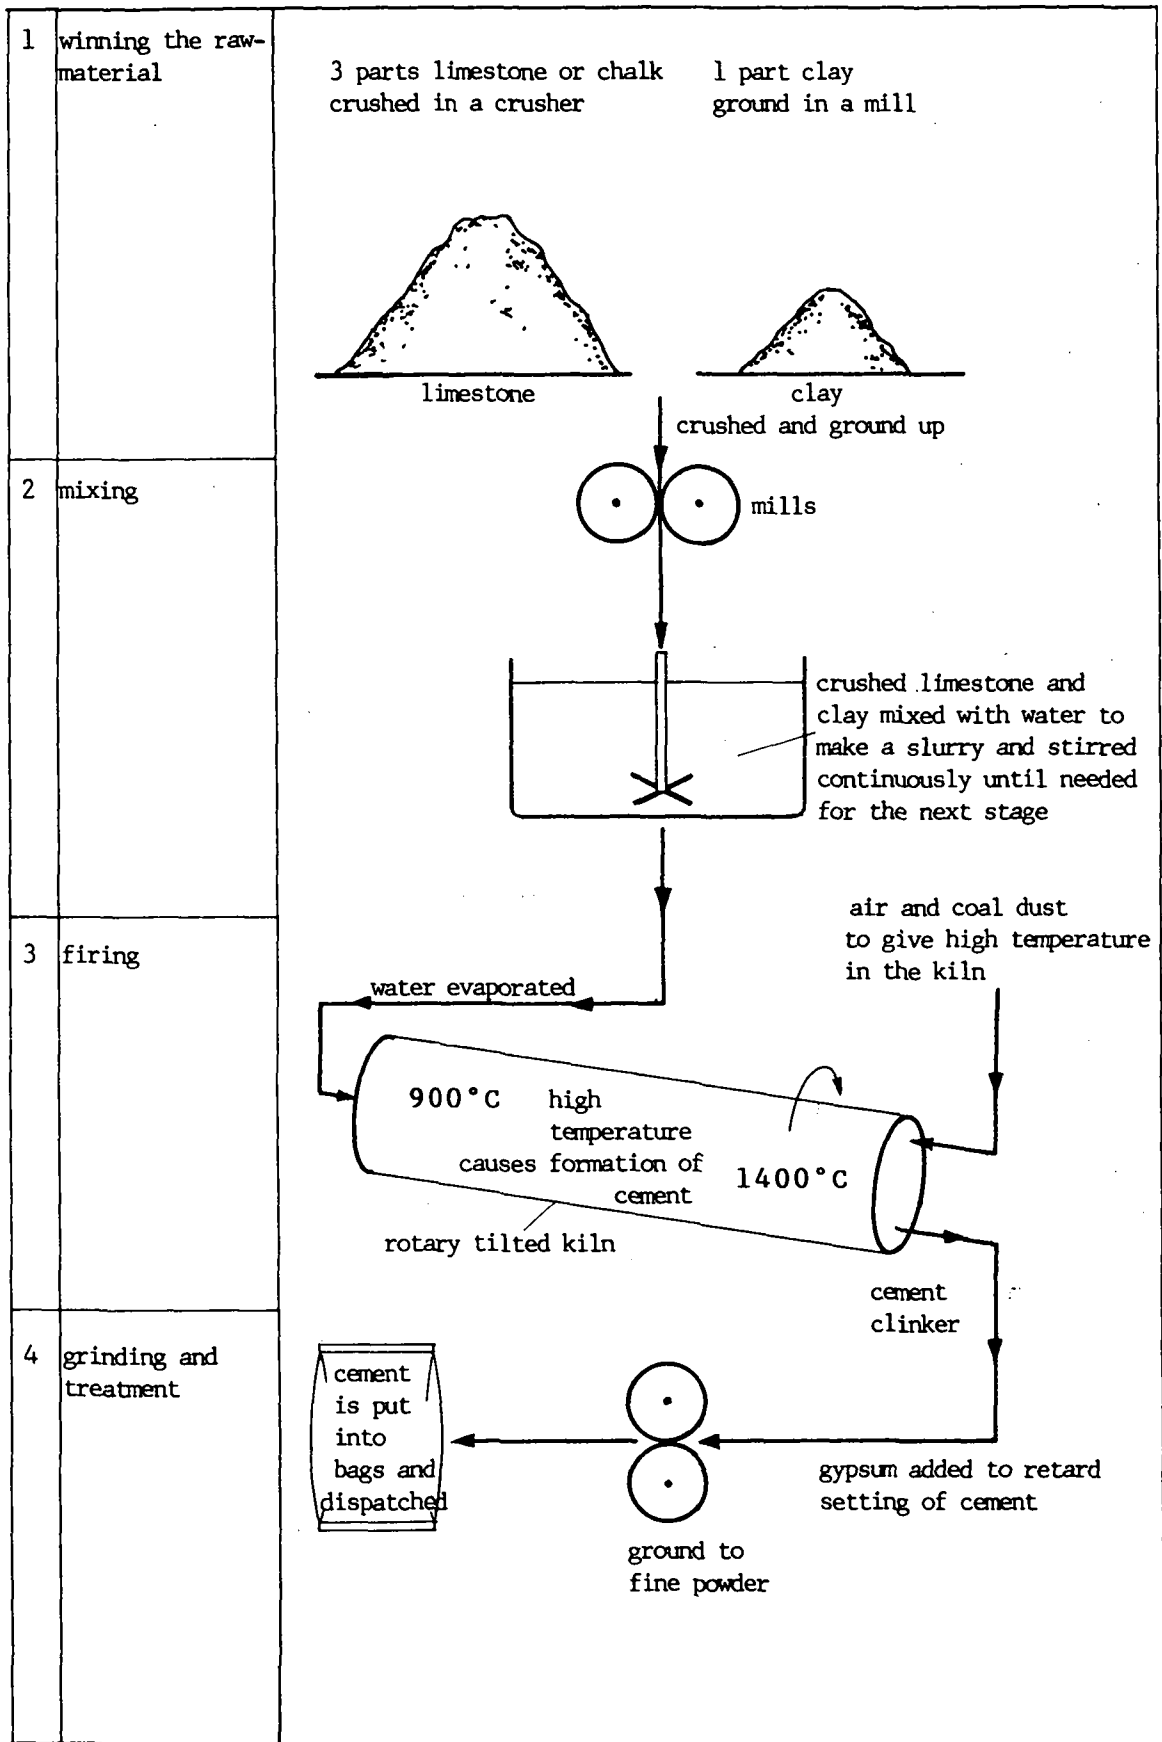 1 winning the raw-
material
3 parts limestone or chalk
crushed in a crusher
1 part clay
ground in a mill
limestone
clay
crushed and ground up
2 mixing
mills
crushed limestone and
clay mixed with water to
make a slurry and stirred
continuously until needed
for the next stage
air and coal dust
to give high temperature
in the kiln
3 firing
water evaporated
900°C
high
temperature
causes formation of
cement
1400°C
rotary tilted kiln
cement
clinker
4 grinding and
treatment
cement
is put
into
bags and
dispatched
gypsum added to retard
setting of cement
ground to
fine powder